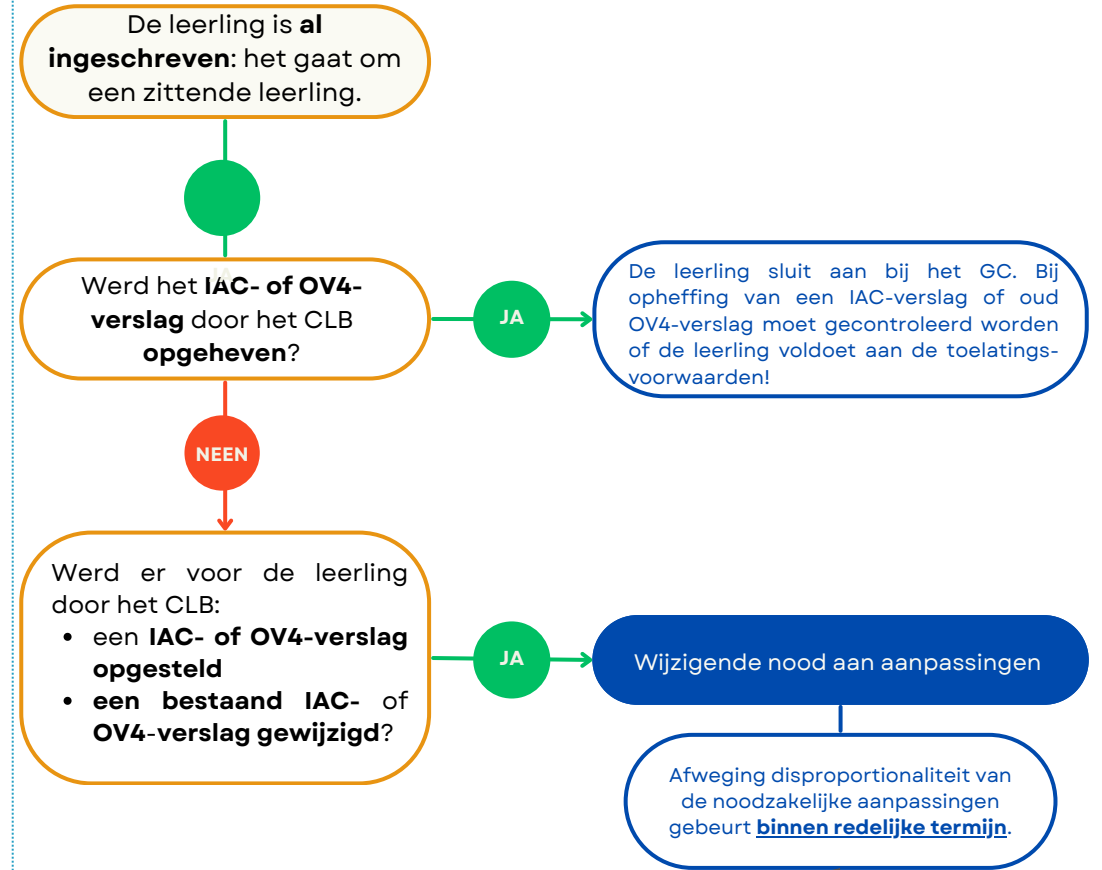 De leerling is al
ingeschreven: het gaat om
een zittende leerling.
JA
Werd het IAC- of OV4-
verslag door het CLB
opgeheven?
JA
De leerling sluit aan bij het GC. Bij
opheffing van een IAC-verslag of oud
OV4-verslag moet gecontroleerd worden
of de leerling voldoet aan de toelatings-
voorwaarden!
NEEN
Werd er voor de leerling
door het CLB:
• een IAC- of OV4-verslag
opgesteld
• een bestaand IAC- of
OV4-verslag gewijzigd?
JA
Wijzigende nood aan aanpassingen
Afweging disproportionaliteit van
de noodzakelijke aanpassingen
gebeurt binnen redelijke termijn.